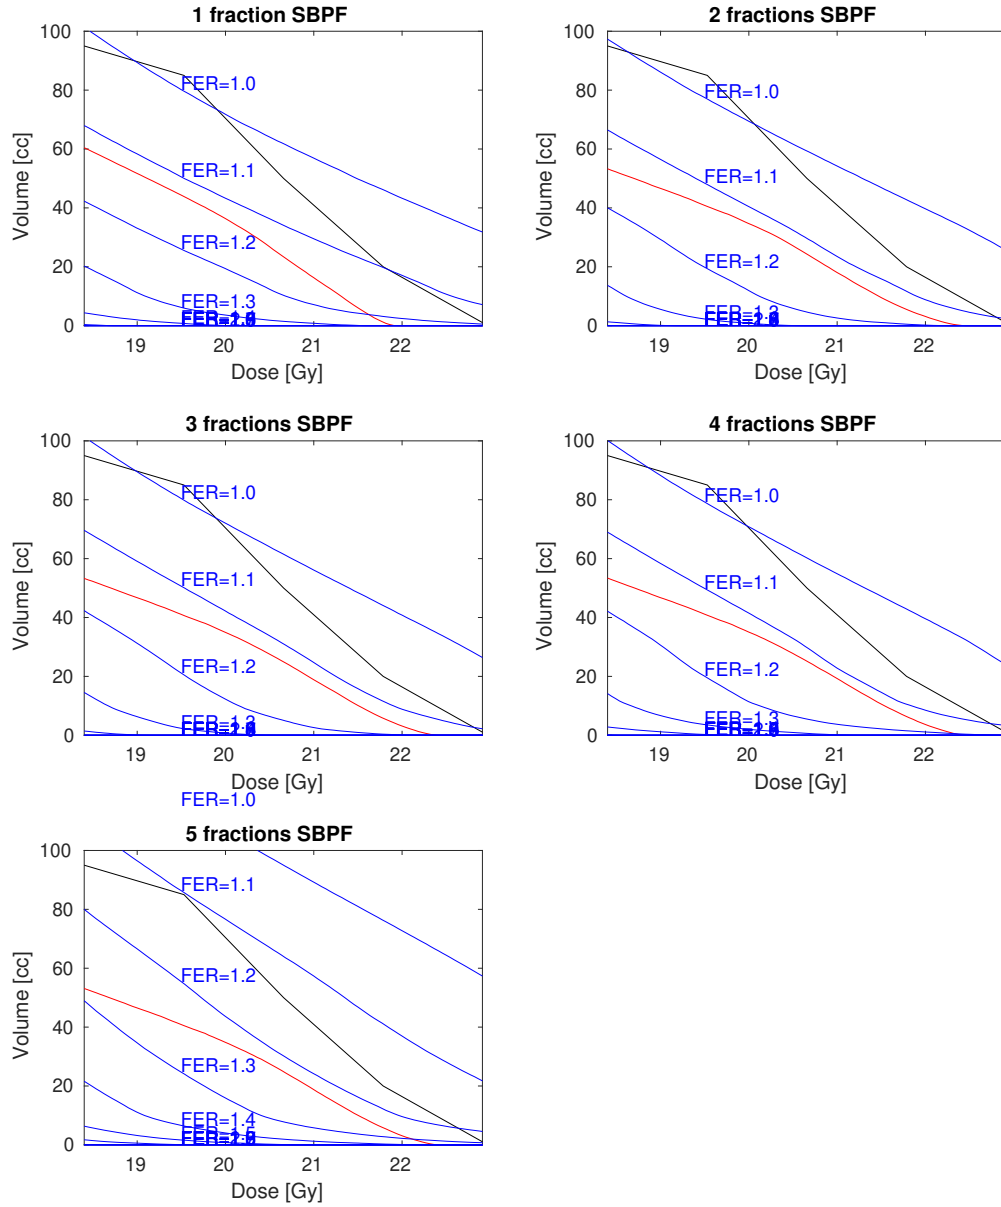 1 fraction SBPF
Volume [cc]
100
80
60
40
20
0
FER=1.0
FER=1.1
FER=1.2
FER=1.3
19
20
21
22
Dose [Gy]
2 fractions SBPF
Volume [cc]
100
80
60
40
20
0
FER=1.0
FER=1.1
FER=1.2
FER=1.3
19
20
21
22
Dose [Gy]
3 fractions SBPF
Volume [cc]
100
80
60
40
20
0
FER=1.0
FER=1.1
FER=1.2
19
20
21
22
Dose [Gy]
4 fractions SBPF
Volume [cc]
100
80
60
40
20
0
FER=1.0
FER=1.1
FER=1.2
FER=1.3
19
20
21
22
Dose [Gy]
FER=1.0
5 fractions SBPF
Volume [cc]
100
80
60
40
20
0
FER=1.1
FER=1.2
FER=1.3
FER=1.4
19
20
21
22
Dose [Gy]